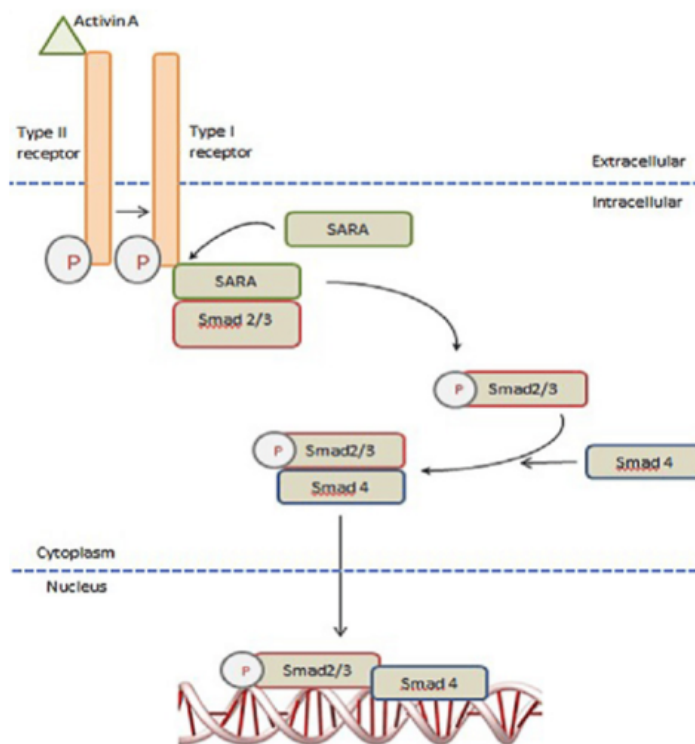 Activin A
Type II
receptor
Type I
receptor
Extracellular
Intracellular
SARA
P
P
SARA
Smad 2/3
P
Smad2/3
P
Smad2/3
Smad 4
Smad 4
Cytoplasm
Nucleus
P
Smad2/3
Smad 4